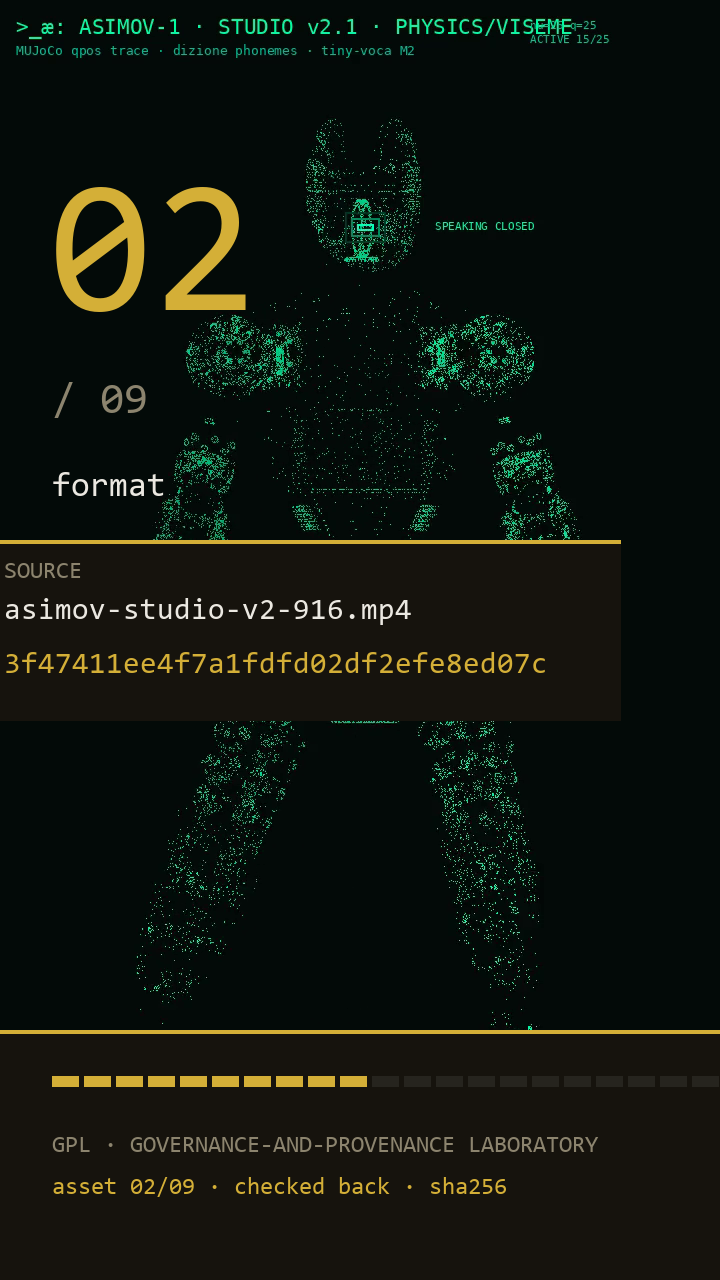 >_æ: ASIMOV-1 · STUDIO v2.1 · PHYSICS/VISEME
MUJoCo qpos trace · dizione phonemes · tiny-voca M2
ACTIVE 15/25
SPEAKING CLOSED
02
/ 09
format
SOURCE
asimov-studio-v2-916.mp4
3f47411ee4f7a1fdfd02df2efe8ed07c
GPL · GOVERNANCE-AND-PROVENANCE LABORATORY
asset 02/09 · checked back · sha256